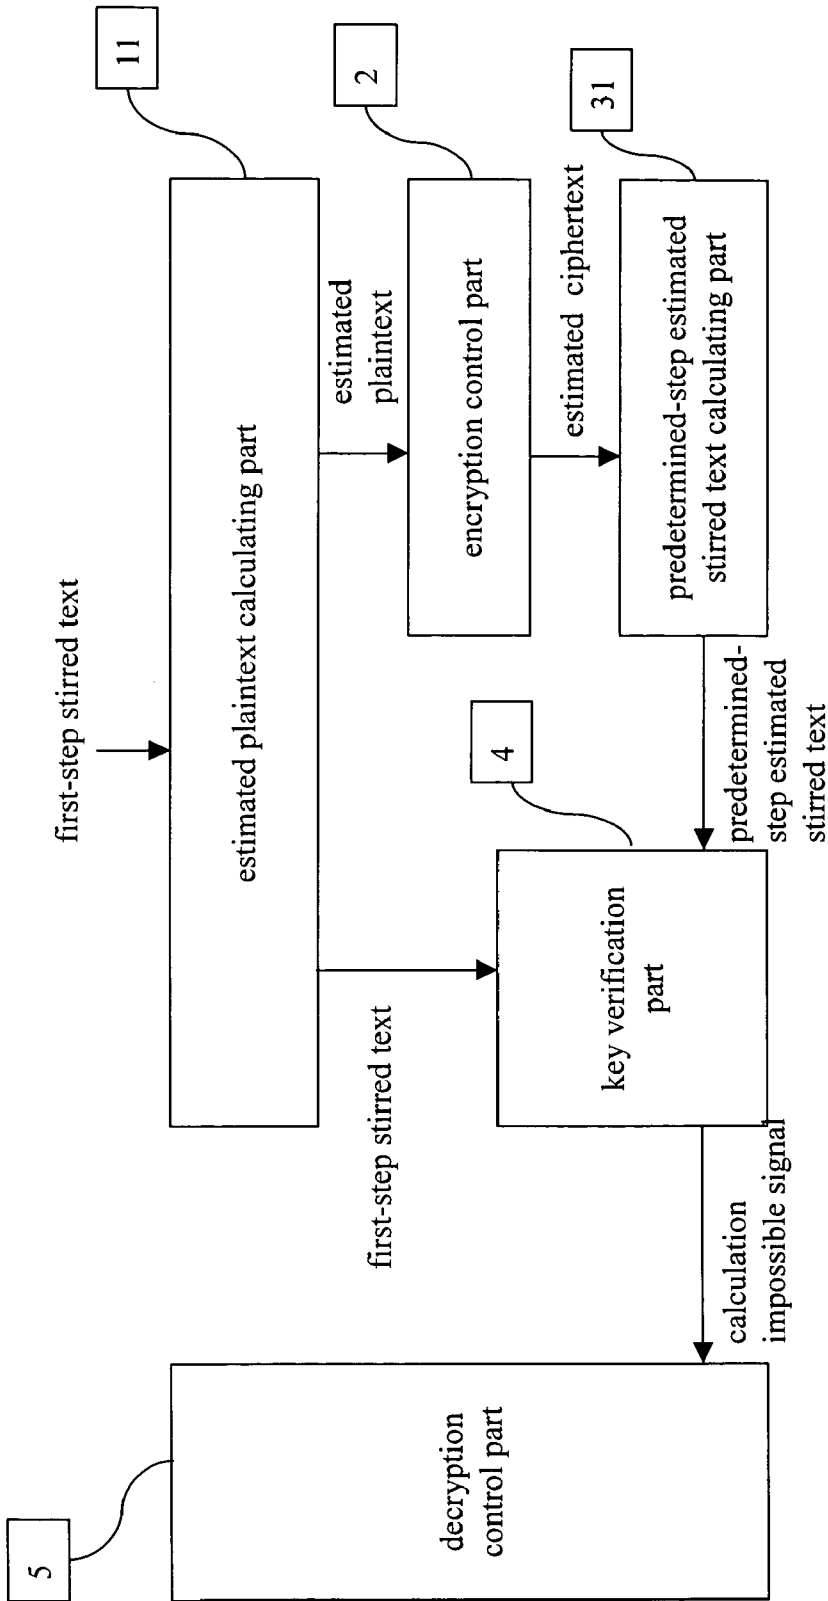 11
2
31
first-step stirred text
estimated plaintext calculating part
estimated
plaintext
encryption control part
estimated ciphertext
predetermined-step estimated
stirred text calculating part
predetermined-
step estimated
stirred text
4
first-step stirred text
key verification
part
calculation
impossible signal
5
decryption
control part